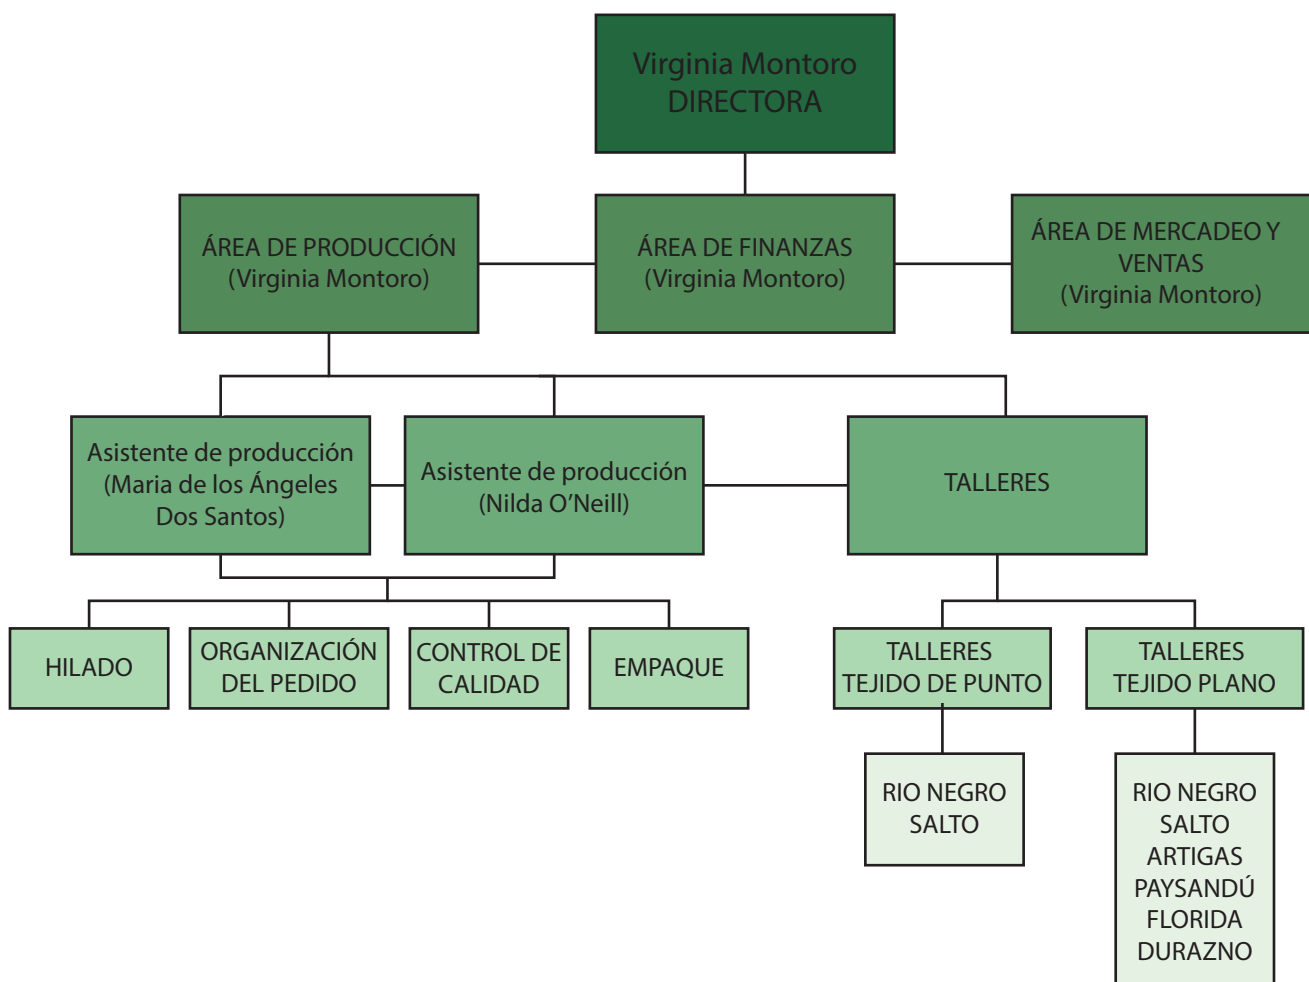 Virginia Montoro
DIRECTORA
ÁREA DE PRODUCCIÓN
(Virginia Montoro)
ÁREA DE FINANZAS
(Virginia Montoro)
ÁREA DE MERCADEO Y
VENTAS
(Virginia Montoro)
Asistente de producción
(Maria de los Ángeles
Dos Santos)
Asistente de producción
(Nilda O’Neill)
TALLERES
HILADO
ORGANIZACIÓN
DEL PEDIDO
CONTROL DE
CALIDAD
EMPAQUE
TALLERES
TEJIDO DE PUNTO
TALLERES
TEJIDO PLANO
RIO NEGRO
SALTO
RIO NEGRO
SALTO
ARTIGAS
PAYSANDÚ
FLORIDA
DURAZNO